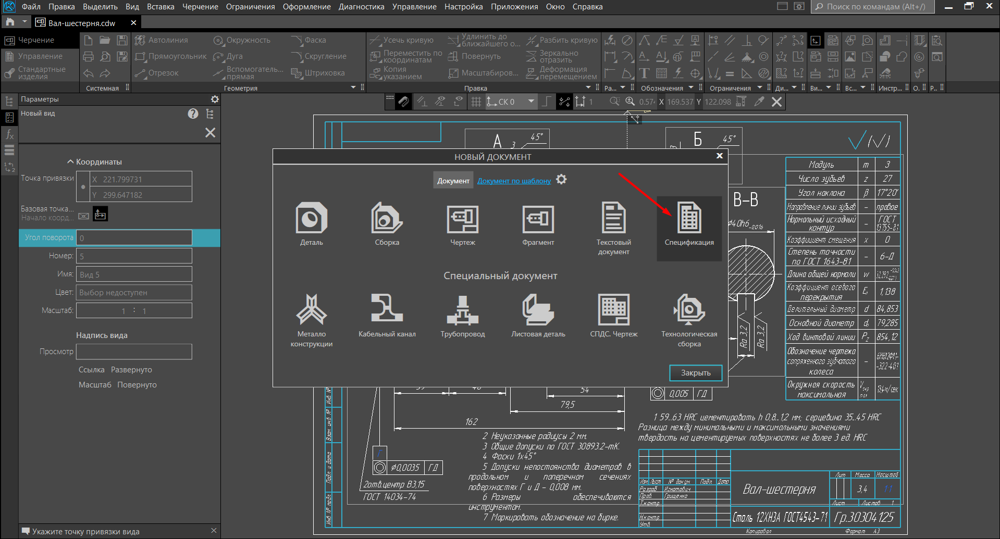 Файл Правка Выделить Вид Вставка Черчение Ограничения Оформление Диагностика Управление Настройка Приложения Окно Справка
Поиск по командам (Alt+/)
Вал-шестерня.cdw
Черчение
Управление
Стандартные
изделия
Системная
Автолиния
Прямоугольник
Отрезок
Окружность
Дуга
Вспомогатель...
прямая
Фаска
Скругление
Штриховка
Геометрия
Усечь кривую
Переместить по
координатам
Копия
указанием
Удлинить до
ближайшего о...
Повернуть
Масштабиров...
Разбить кривую
Зеркально
отразить
Деформация
перемещением
Правка
Ра...
Обозначения
Ограничения
Ди...
Ви...
Вс...
Инстр...
О.
Р..
Параметры
Новый вид
СК 0
1
0.574
X 169.537
Y 122.098
Координаты
Точка привязки
X 221.799731
Y 299.647182
Базовая точка...
Начало коорд...
Угол поворота 0
Номер: 5
Имя: Вид 5
Цвет: Выбор недоступен
Масштаб: 1 : 1
Надпись вида
Просмотр
Ссылка Развернуто
Масштаб Повернуто
Укажите точку привязки вида
НОВЫЙ ДОКУМЕНТ
Документ
Документ по шаблону
Деталь
Сборка
Чертеж
Фрагмент
Текстовый
документ
Спецификация
Специальный документ
Металло
конструкции
Кабельный канал
Трубопровод
Листовая деталь
СПДС. Чертеж
Технологическая
сборка
Закрыть
А
3
45°
Б
45°
В-В
ϕ40h6 -0,016
Ra 3,2
Ra 3,2
Модуль m 3
Число зубьев z 27
Угол наклона β 17°20'
Направление линии зубьев – правое
Нормальный исходный
контур – ГОСТ
13755-81
Коэффициент смещения x 0
Степень точности
по ГОСТ 1643-81 – 6-Д
Длина общей нормали W
Коэффициент осевого
перекрытия 1,138
Делительный диаметр d 84,853
Основной диаметр 79,285
Ход винтовой линии Pz 854,12
Обозначение чертежа
сопряженного зубчатого
колеса –
Окружная скорость
максимальная м/сек
54
79,5
162
0,005 ГД
Г
ϕ0,0035 ГД
2отв.центр В3,15
ГОСТ 14034-74
1 59...63 HRC цементировать h 0,8...1,2 мм; серцевина 35...45 HRC
Разница между минимальными и максимальными значениями
твердость на цементируемых поверхностях не более 3 ед. HRC
2 Неуказанные радиусы 2 мм.
3 Общие допуски по ГОСТ 30893.2-mK.
4 Фаски 1x45°
5 Допуски непостоянства диаметров в
продольном и поперечном сечениях
поверхностях Г и Д - 0,008 мм.
6 Размеры обеспечиваются
инструментом.
7 Маркировать обозначение на бирке.
Взам. инв. №
Подп. и дата
Инв. № подл.
Изм. Лист № докум. Подп. Дата
Разраб. Игнатович
Пров. Грищенко
Т.контр.
Н.контр.
Утв.
Вал-шестерня
Лит. Масса Масштаб
3,4 1:1
Лист Листов 1
Сталь 12ХН3А ГОСТ4543-71
Гр.30304125
Копировал Формат А3